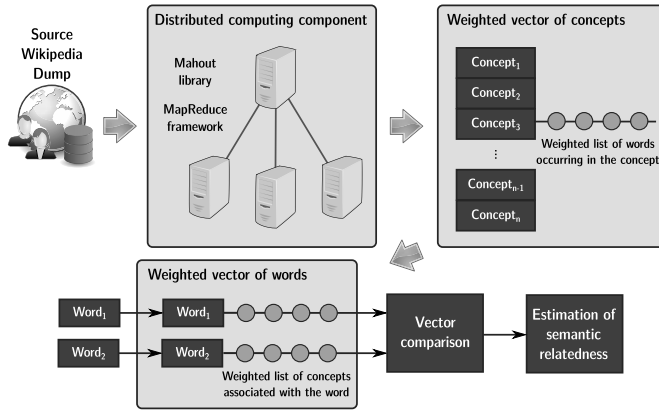 Source
Wikipedia
Dump
Distributed computing component
Mahout
library
MapReduce
framework
Weighted vector of concepts
Concept₁
Concept₂
Concept₃
⋮
Conceptₙ₋₁
Conceptₙ
Weighted list of words
occurring in the concept
Weighted vector of words
Word₁
Word₁
Word₂
Word₂
Weighted list of concepts
associated with the word
Vector
comparison
Estimation of
semantic
relatedness